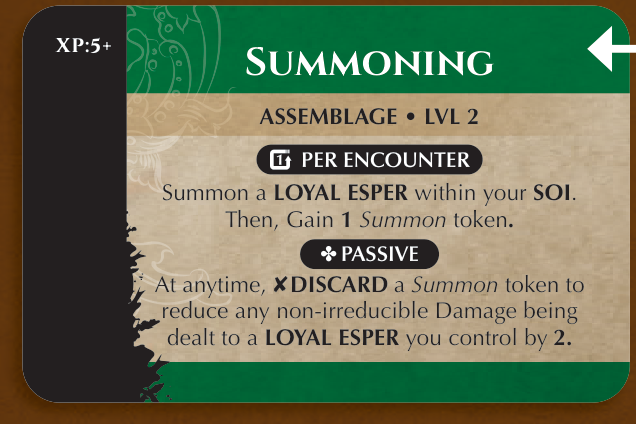 XP:5+
SUMMONING
ASSEMBLAGE • LVL 2
PER ENCOUNTER
Summon a LOYAL ESPER within your SOI.
Then, Gain 1 Summon token.
✤ PASSIVE
At anytime, ✘DISCARD a Summon token to
reduce any non-irreducible Damage being
dealt to a LOYAL ESPER you control by 2.